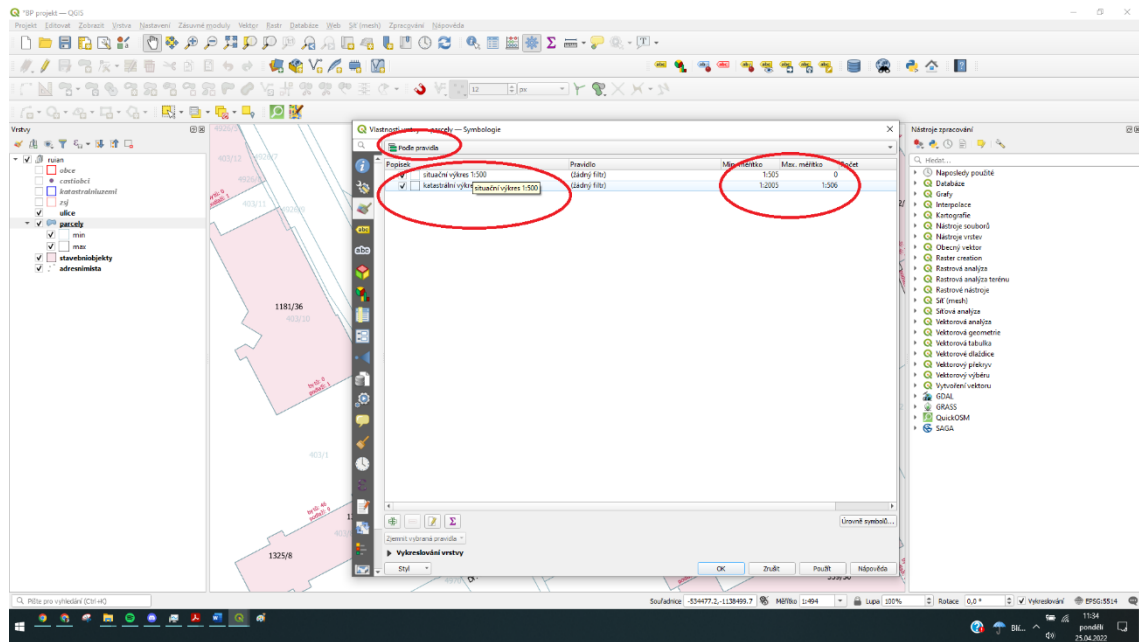 *BP projekt — QGIS
Projekt Editovat Zobrazit Vrstva Nastavení Zásuvné moduly Vektor Rastr Databáze Web Síť (mesh) Zpracování Nápověda
12 px
Vrstvy
ruian
obce
castiobci
katastralniuzemi
zsj
ulice
parcely
min
max
stavebniobjekty
adresnimista
403/12
403/11
1181/36
403/10
403/1
1325/8
Vlastnosti vrstvy — parcely — Symbologie
Podle pravidla
Popisek Pravidlo Min. měřítko Max. měřítko Počet
situační výkres 1:500 (žádný filtr) 1:505 0
katastrální výkre (žádný filtr) 1:2005 1:506
situační výkres 1:500
Úrovně symbolů...
Zjemnit vybraná pravidla
Vykreslování vrstvy
Styl OK Zrušit Použít Nápověda
Nástroje zpracování
Hledat...
Naposledy použité
Databáze
Grafy
Interpolace
Kartografie
Nástroje souborů
Nástroje vrstev
Obecný vektor
Raster creation
Rastrová analýza
Rastrová analýza terénu
Rastrové nástroje
Síť (mesh)
Síťová analýza
Vektorová analýza
Vektorová geometrie
Vektorová tabulka
Vektorové dlaždice
Vektorový překryv
Vektorový výběru
Vytvoření vektoru
GDAL
GRASS
QuickOSM
SAGA
Pište pro vyhledání (Ctrl+K)
Souřadnice -534477.2,-1138499.7 Měřítko 1:494 Lupa 100% Rotace 0,0 ° Vykreslování EPSG:5514
Blí...
11:34
pondělí
25.04.2022